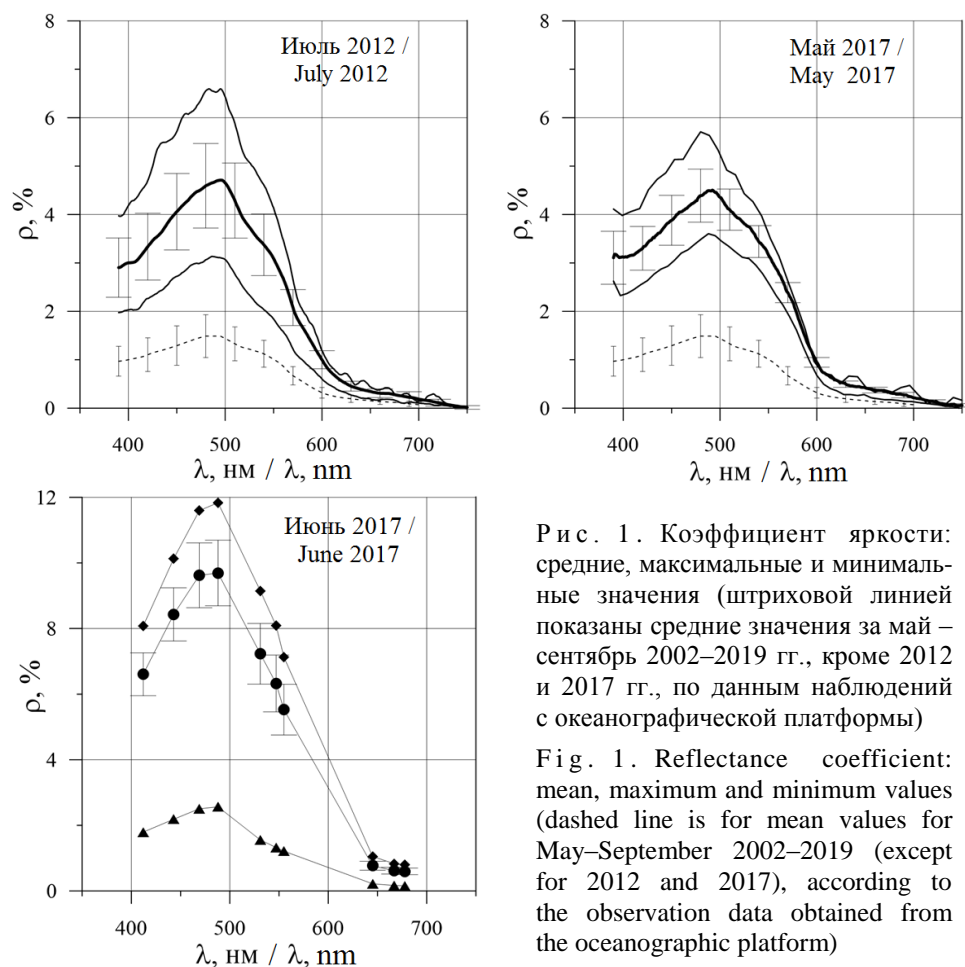 8
6
4
2
0
ρ, %
Июль 2012 /
July 2012
400
500
600
700
λ, нм / λ, nm
8
6
4
2
0
ρ, %
Май 2017 /
May 2017
400
500
600
700
λ, нм / λ, nm
12
8
4
0
ρ, %
Июнь 2017 /
June 2017
400
500
600
700
λ, нм / λ, nm
Рис. 1. Коэффициент яркости:
средние, максимальные и минималь-
ные значения (штриховой линией
показаны средние значения за май –
сентябрь 2002–2019 гг., кроме 2012
и 2017 гг., по данным наблюдений
с океанографической платформы)
Fig. 1. Reflectance coefficient:
mean, maximum and minimum values
(dashed line is for mean values for
May–September 2002–2019 (except
for 2012 and 2017), according to
the observation data obtained from
the oceanographic platform)